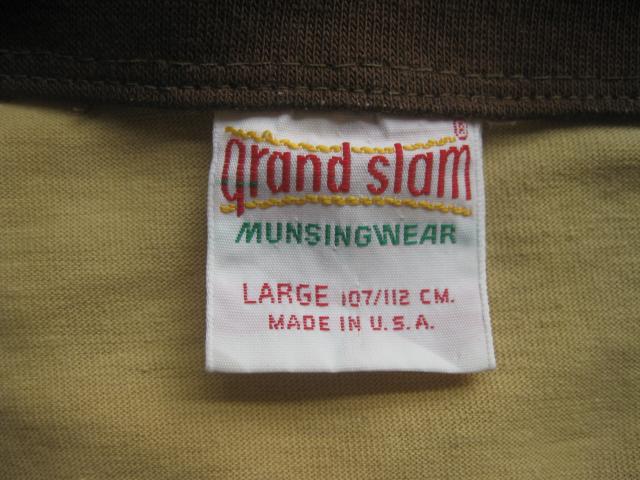 grand slam ®
MUNSINGWEAR
LARGE 107/112 CM.
MADE IN U.S.A.